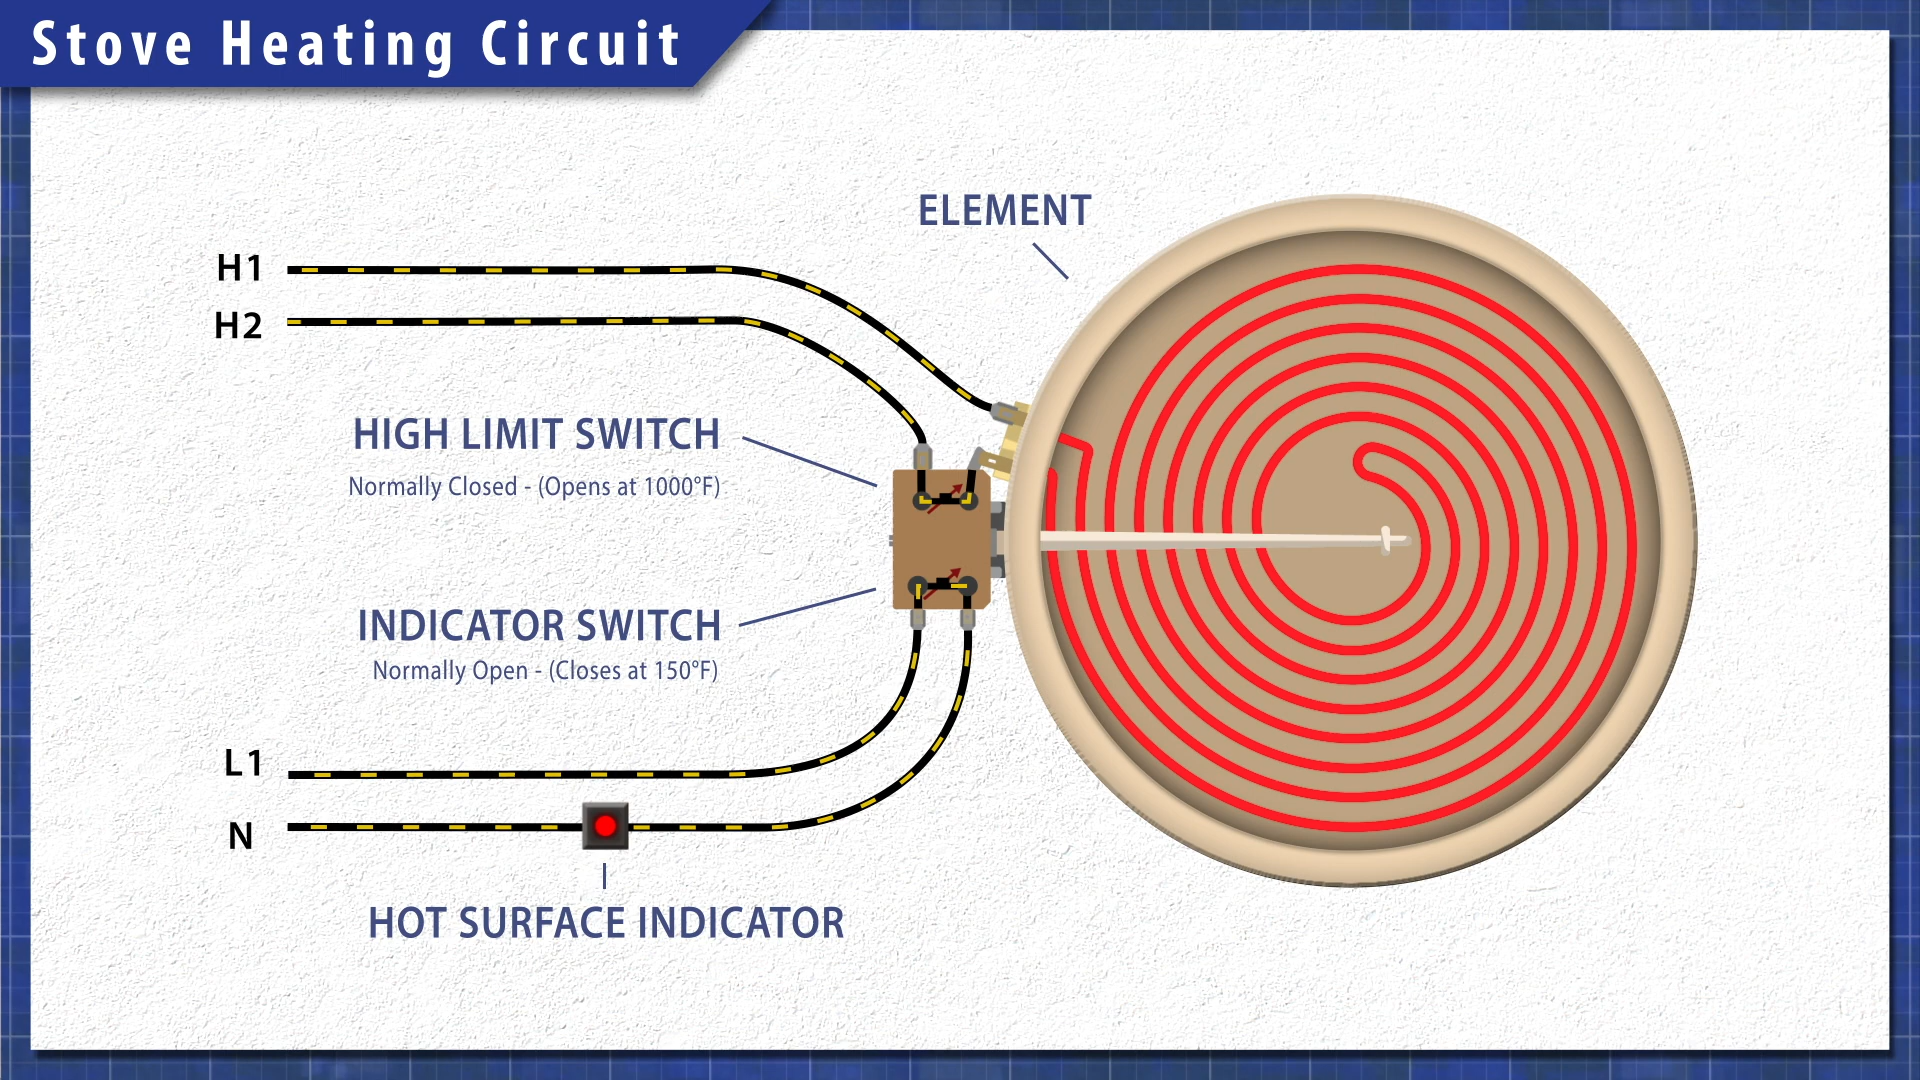 Stove Heating Circuit
ELEMENT
H1
H2
HIGH LIMIT SWITCH
Normally Closed - (Opens at 1000°F)
INDICATOR SWITCH
Normally Open - (Closes at 150°F)
L1
N
HOT SURFACE INDICATOR